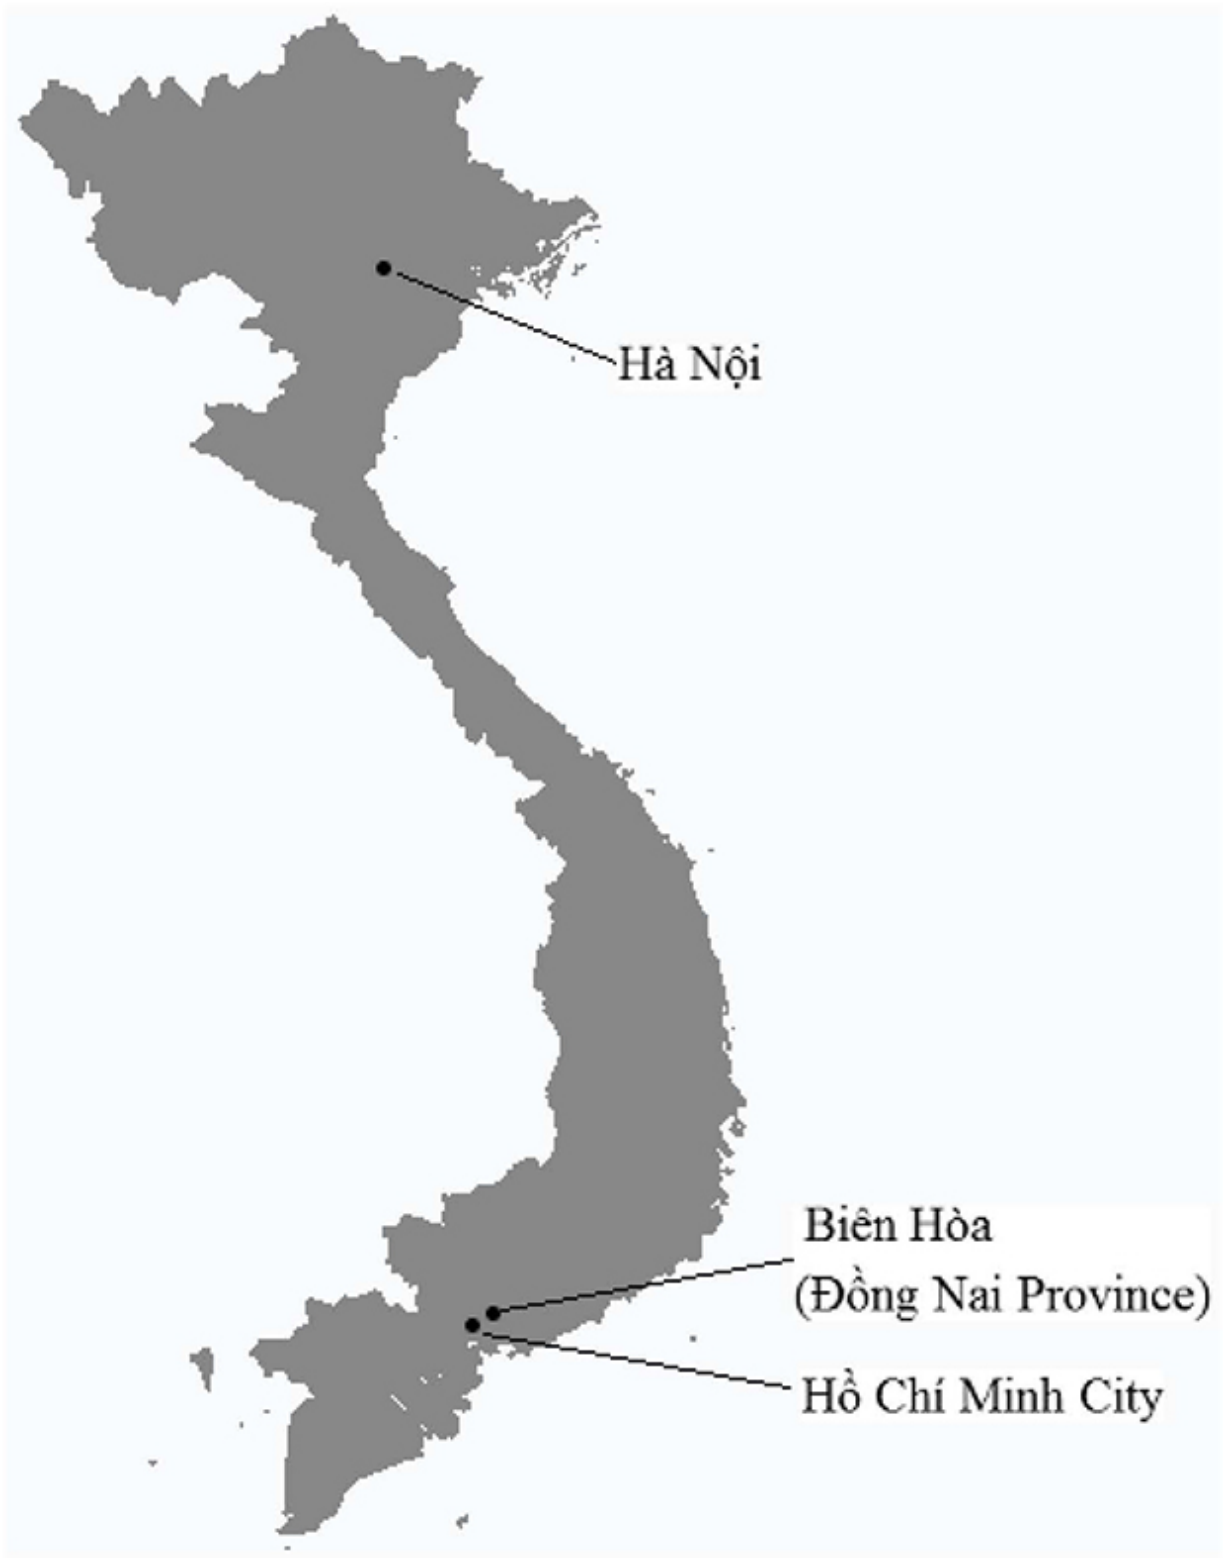 Hà Nội
Biên Hòa
(Đồng Nai Province)
Hồ Chí Minh City